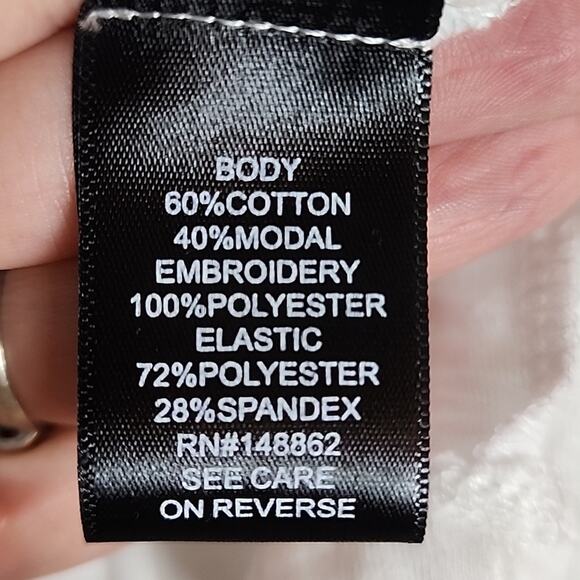 BODY
60%COTTON
40%MODAL
EMBROIDERY
100%POLYESTER
ELASTIC
72%POLYESTER
28%SPANDEX
RN#148862
SEE CARE
ON REVERSE